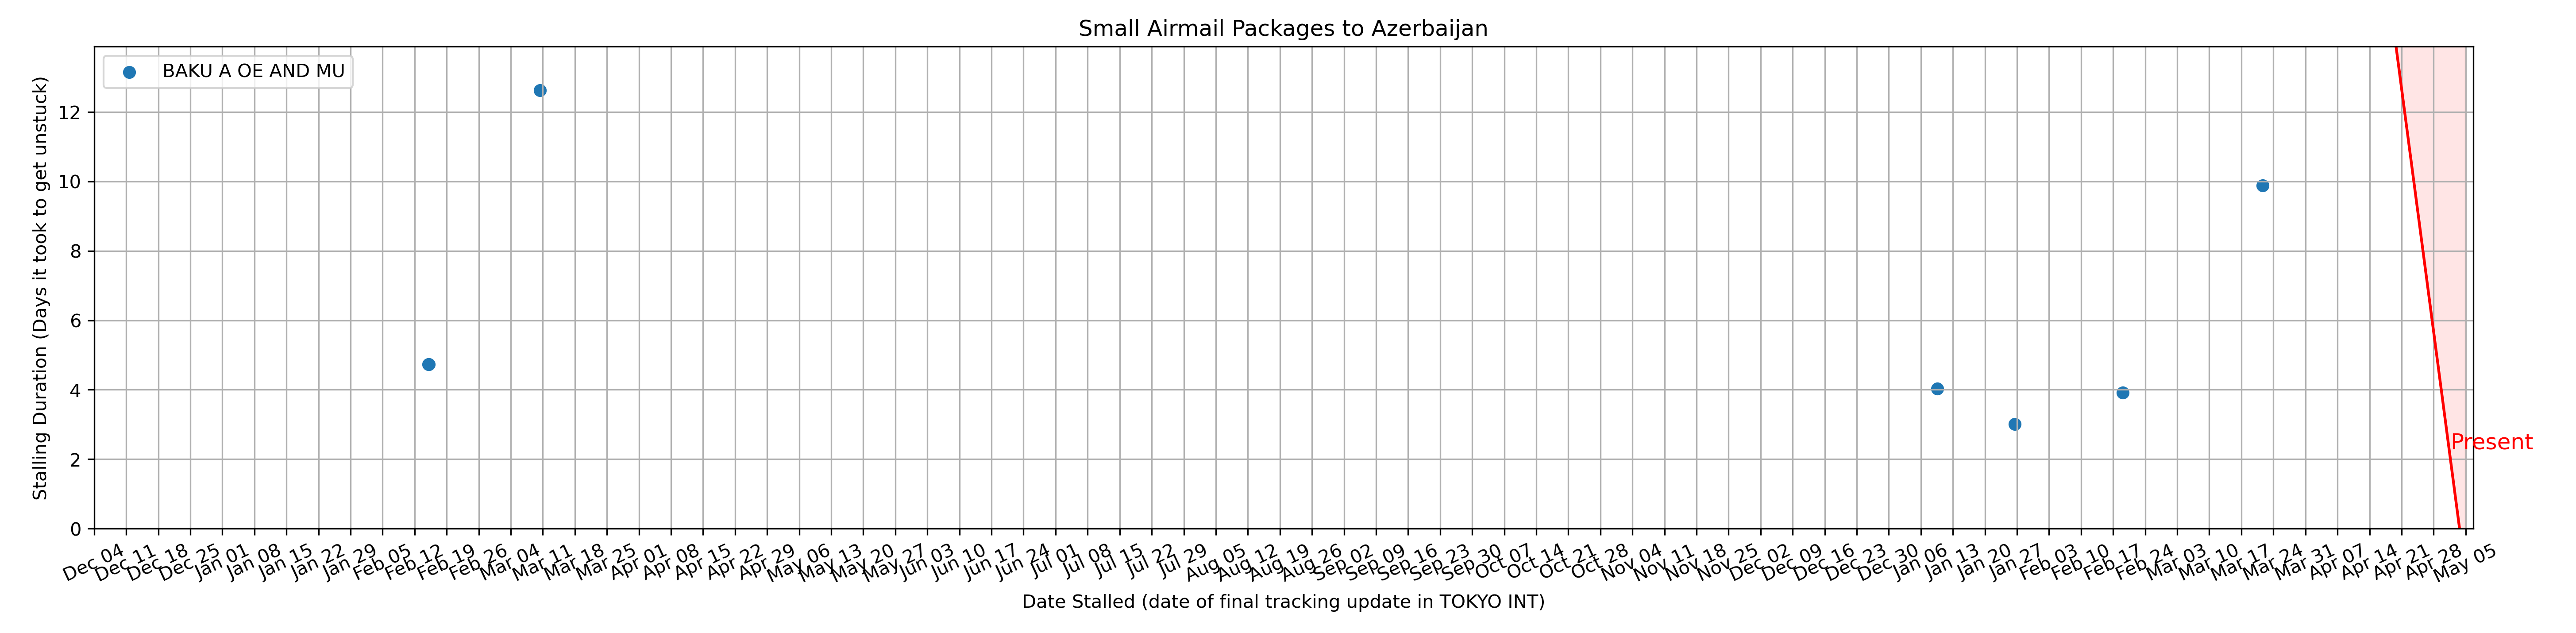 Small Airmail Packages to Azerbaijan
BAKU A OE AND MU
Stalling Duration (Days it took to get unstuck)
12
10
8
6
4
2
0
Present
Dec 04
Dec 11
Dec 18
Dec 25
Jan 01
Jan 08
Jan 15
Jan 22
Jan 29
Feb 05
Feb 12
Feb 19
Feb 26
Mar 04
Mar 11
Mar 18
Mar 25
Apr 01
Apr 08
Apr 15
Apr 22
Apr 29
May 06
May 13
May 20
May 27
Jun 03
Jun 10
Jun 17
Jun 24
Jul 01
Jul 08
Jul 15
Jul 22
Jul 29
Aug 05
Aug 12
Aug 19
Aug 26
Sep 02
Sep 09
Sep 16
Sep 23
Sep 30
Oct 07
Oct 14
Oct 21
Oct 28
Nov 04
Nov 11
Nov 18
Nov 25
Dec 02
Dec 09
Dec 16
Dec 23
Dec 30
Jan 06
Jan 13
Jan 20
Jan 27
Feb 03
Feb 10
Feb 17
Feb 24
Mar 03
Mar 10
Mar 17
Mar 24
Mar 31
Apr 07
Apr 14
Apr 21
Apr 28
May 05
Date Stalled (date of final tracking update in TOKYO INT)